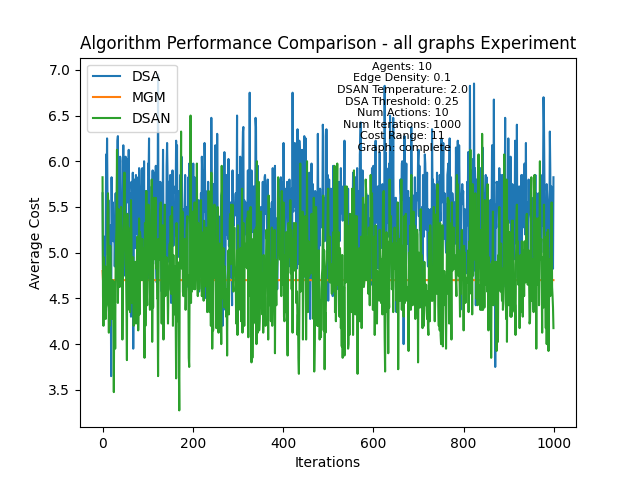 Algorithm Performance Comparison - all graphs Experiment
DSA
MGM
DSAN
Agents: 10
Edge Density: 0.1
DSAN Temperature: 2.0
DSA Threshold: 0.25
Num Actions: 10
Num Iterations: 1000
Cost Range: 11
Graph: complete
Average Cost
7.0
6.5
6.0
5.5
5.0
4.5
4.0
3.5
0
200
400
600
800
1000
Iterations